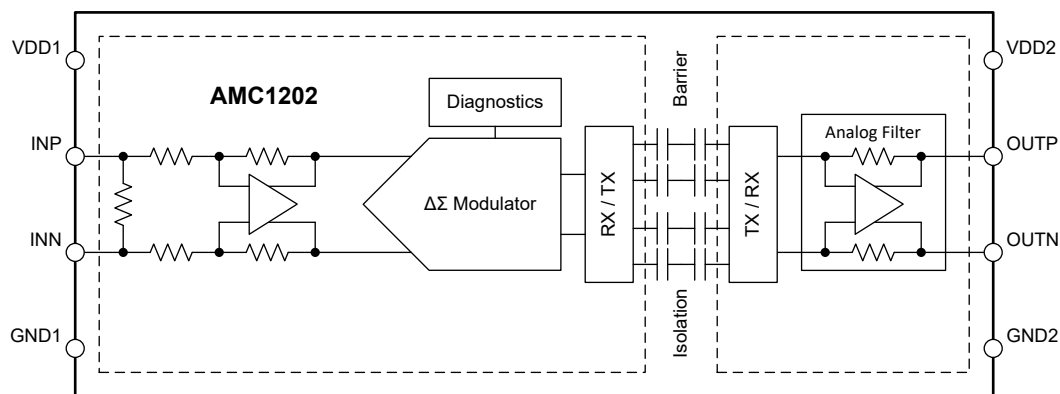 VDD1
VDD2
AMC1202
Diagnostics
Barrier
INP
Analog Filter
OUTP
ΔΣ Modulator
RX / TX
TX / RX
INN
OUTN
GND1
Isolation
GND2